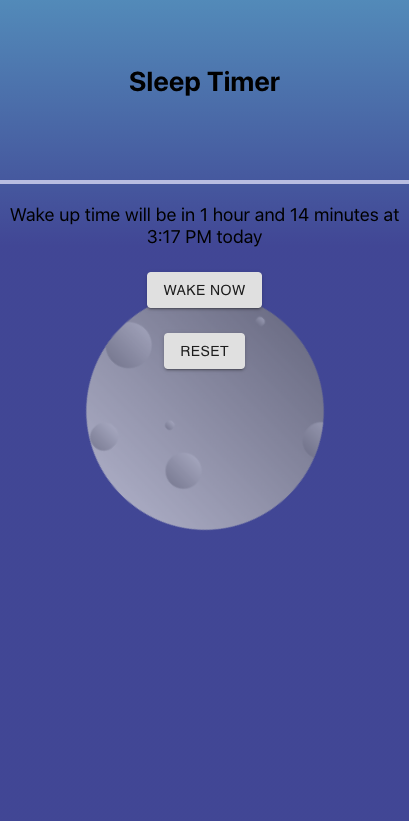 Sleep Timer
Wake up time will be in 1 hour and 14 minutes at
3:17 PM today
WAKE NOW
RESET